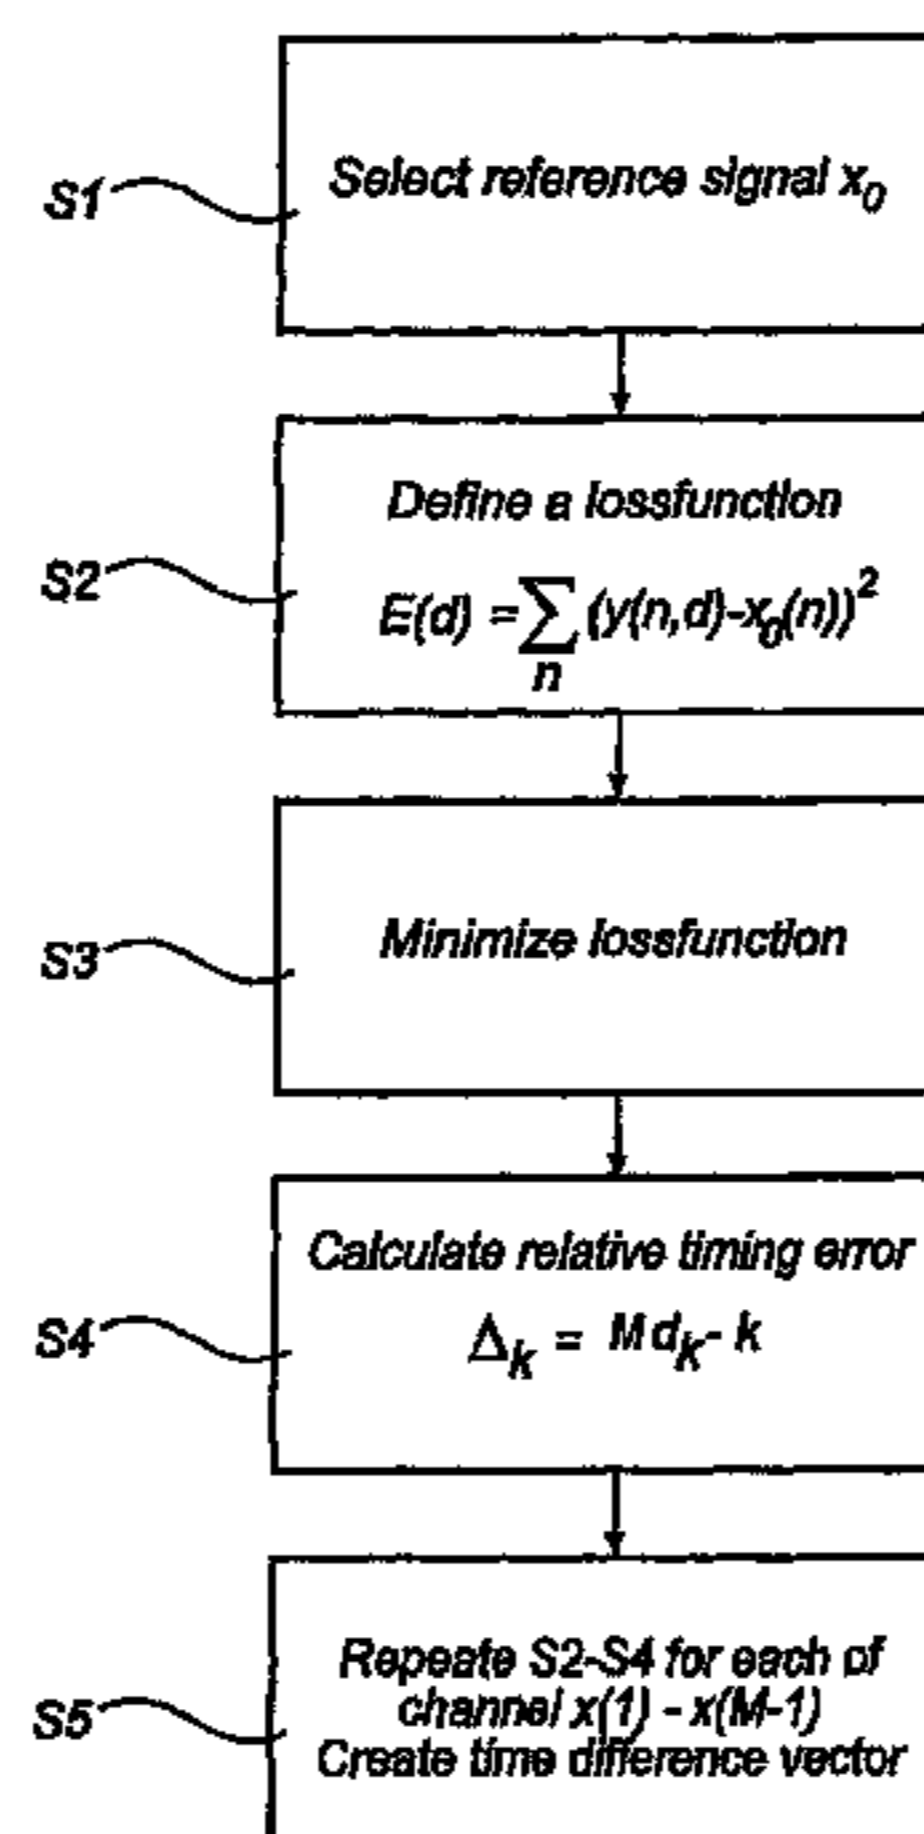 S1
Select reference signal x₀
S2
Define a lossfunction
E(d) = ∑ (y(n,d)-x₀(n))²
n
S3
Minimize lossfunction
S4
Calculate relative timing error
Δₖ = M dₖ- k
S5
Repeate S2-S4 for each of
channel x(1) - x(M-1)
Create time difference vector